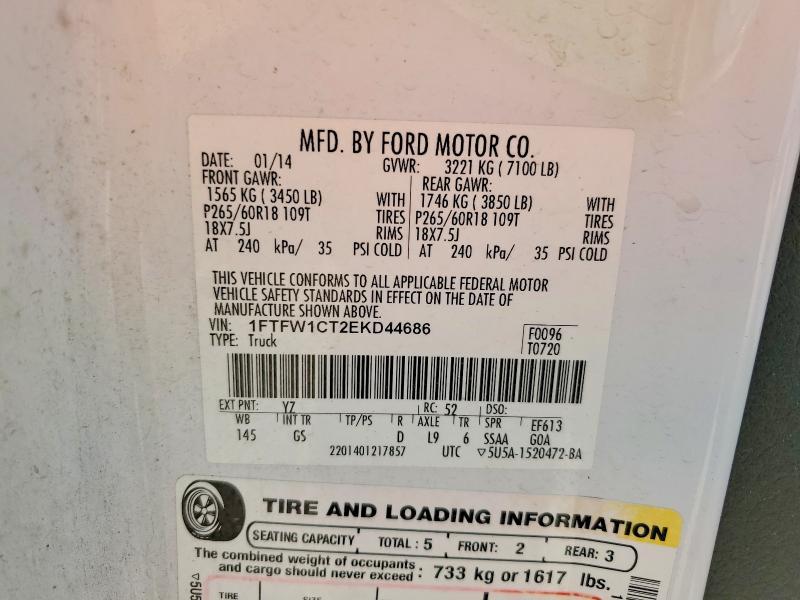 MFD. BY FORD MOTOR CO.
DATE: 01/14 GVWR: 3221 KG ( 7100 LB)
FRONT GAWR: REAR GAWR:
1565 KG ( 3450 LB) WITH 1746 KG ( 3850 LB) WITH
P265/60R18 109T TIRES P265/60R18 109T TIRES
18X7.5J RIMS 18X7.5J RIMS
AT 240 kPa/ 35 PSI COLD AT 240 kPa/ 35 PSI COLD
THIS VEHICLE CONFORMS TO ALL APPLICABLE FEDERAL MOTOR
VEHICLE SAFETY STANDARDS IN EFFECT ON THE DATE OF
MANUFACTURE SHOWN ABOVE.
VIN: 1FTFW1CT2EKD44686 F0096
TYPE: Truck T0720
EXT PNT: YZ RC: 52 DSO:
WB INT TR TP/PS R AXLE TR SPR EF613
145 GS D L9 6 SSAA GOA
2201401217857 UTC ▽5U5A-1520472-BA
TIRE AND LOADING INFORMATION
SEATING CAPACITY TOTAL : 5 FRONT: 2 REAR: 3
The combined weight of occupants
and cargo should never exceed : 733 kg or 1617 lbs.
TIRE